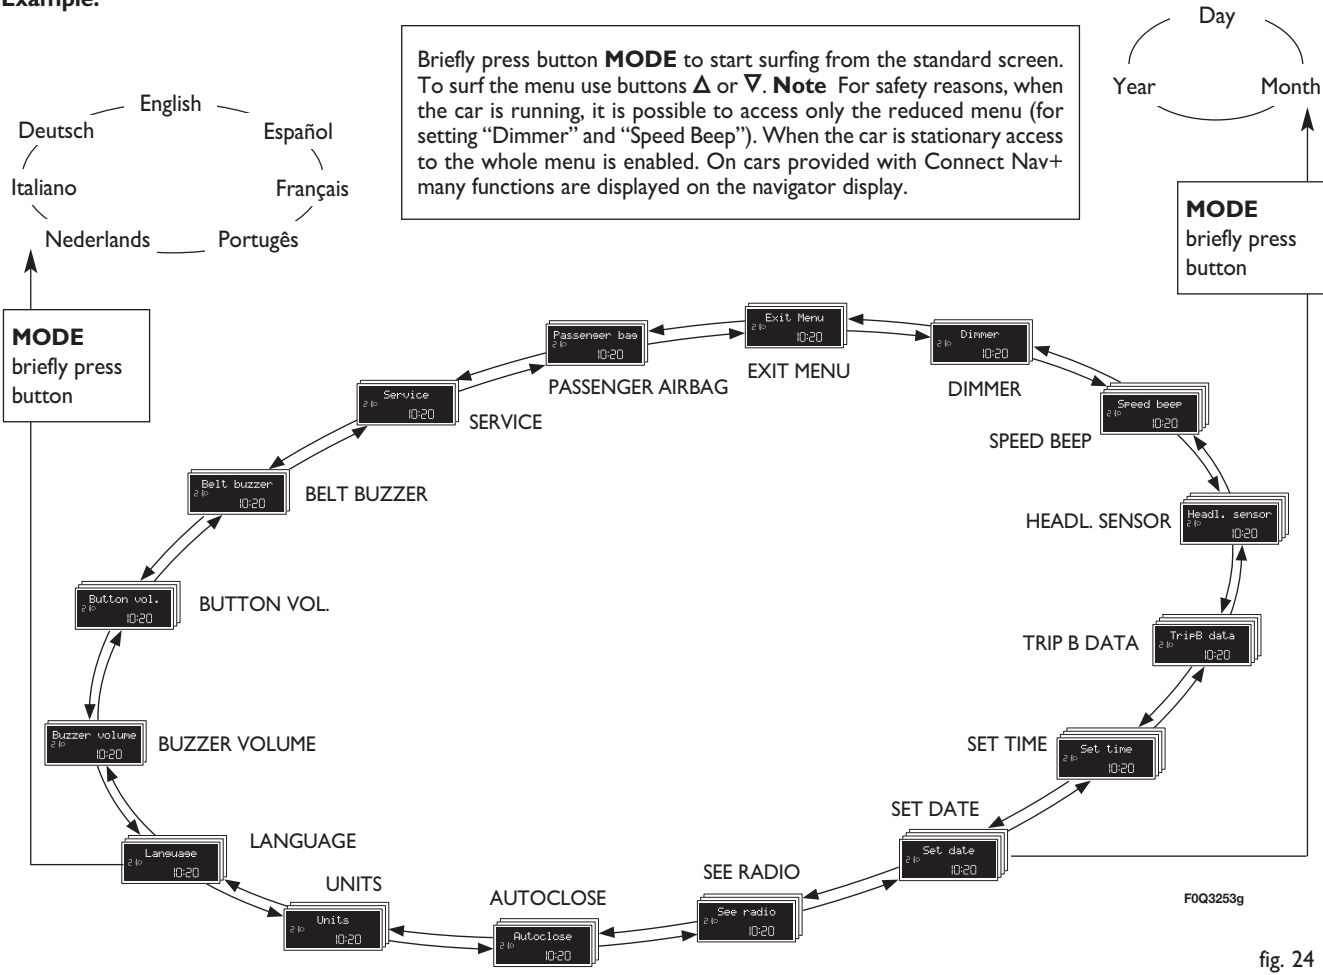 Example:
Day
Year
Month
Briefly press button MODE to start surfing from the standard screen.
To surf the menu use buttons Δ or ∇. Note For safety reasons, when
the car is running, it is possible to access only the reduced menu (for
setting “Dimmer” and “Speed Beep”). When the car is stationary access
to the whole menu is enabled. On cars provided with Connect Nav+
many functions are displayed on the navigator display.
English
Deutsch
Español
Italiano
Français
Nederlands
Portugês
MODE
briefly press
button
MODE
briefly press
button
Exit Menu
10:20
EXIT MENU
Dimmer
10:20
DIMMER
Speed beep
10:20
SPEED BEEP
Headl. sensor
10:20
HEADL. SENSOR
TripB data
10:20
TRIP B DATA
Set time
10:20
SET TIME
Set date
10:20
SET DATE
See radio
10:20
SEE RADIO
Autoclose
10:20
AUTOCLOSE
Units
10:20
UNITS
Language
10:20
LANGUAGE
Buzzer volume
10:20
BUZZER VOLUME
Button vol.
10:20
BUTTON VOL.
Belt buzzer
10:20
BELT BUZZER
Service
10:20
SERVICE
Passenger bag
10:20
PASSENGER AIRBAG
F0Q3253g
fig. 24